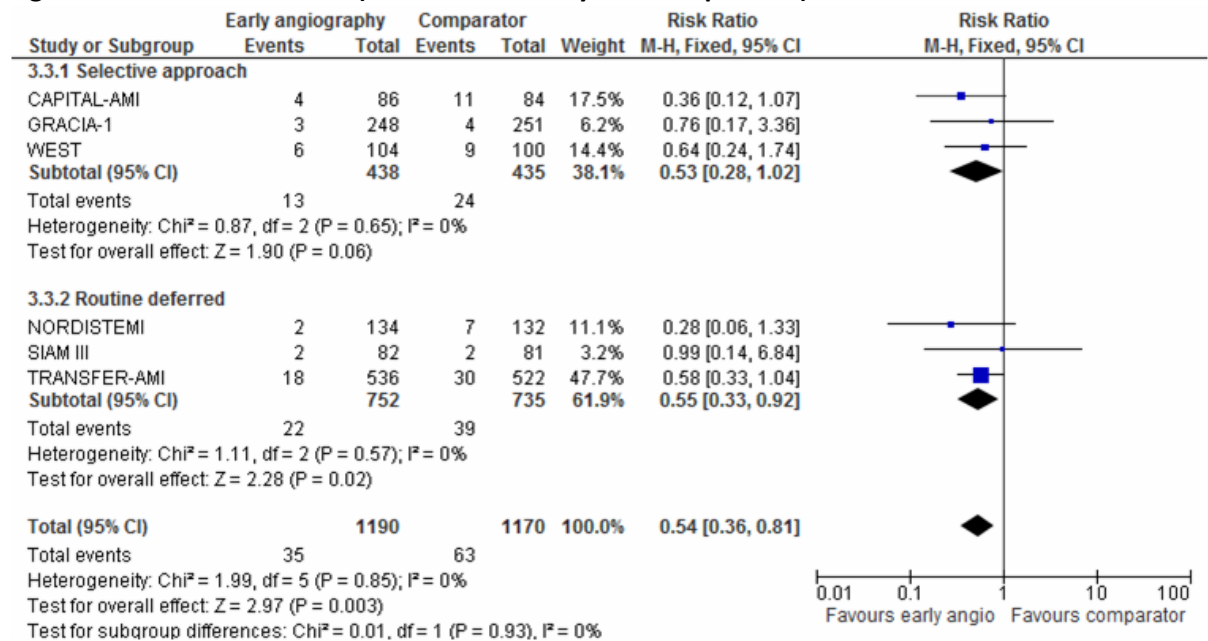 Early angiography Comparator Risk Ratio Risk Ratio
Study or Subgroup Events Total Events Total Weight M-H, Fixed, 95% CI M-H, Fixed, 95% CI
3.3.1 Selective approach
CAPITAL-AMI 4 86 11 84 17.5% 0.36 [0.12, 1.07]
GRACIA-1 3 248 4 251 6.2% 0.76 [0.17, 3.36]
WEST 6 104 9 100 14.4% 0.64 [0.24, 1.74]
Subtotal (95% CI) 438 435 38.1% 0.53 [0.28, 1.02]
Total events 13 24
Heterogeneity: Chi² = 0.87, df = 2 (P = 0.65); I² = 0%
Test for overall effect: Z = 1.90 (P = 0.06)
3.3.2 Routine deferred
NORDISTEMI 2 134 7 132 11.1% 0.28 [0.06, 1.33]
SIAM III 2 82 2 81 3.2% 0.99 [0.14, 6.84]
TRANSFER-AMI 18 536 30 522 47.7% 0.58 [0.33, 1.04]
Subtotal (95% CI) 752 735 61.9% 0.55 [0.33, 0.92]
Total events 22 39
Heterogeneity: Chi² = 1.11, df = 2 (P = 0.57); I² = 0%
Test for overall effect: Z = 2.28 (P = 0.02)
Total (95% CI) 1190 1170 100.0% 0.54 [0.36, 0.81]
Total events 35 63
Heterogeneity: Chi² = 1.99, df = 5 (P = 0.85); I² = 0%
Test for overall effect: Z = 2.97 (P = 0.003)
Test for subgroup differences: Chi² = 0.01, df = 1 (P = 0.93), I² = 0%
0.01 0.1 1 10 100
Favours early angio Favours comparator